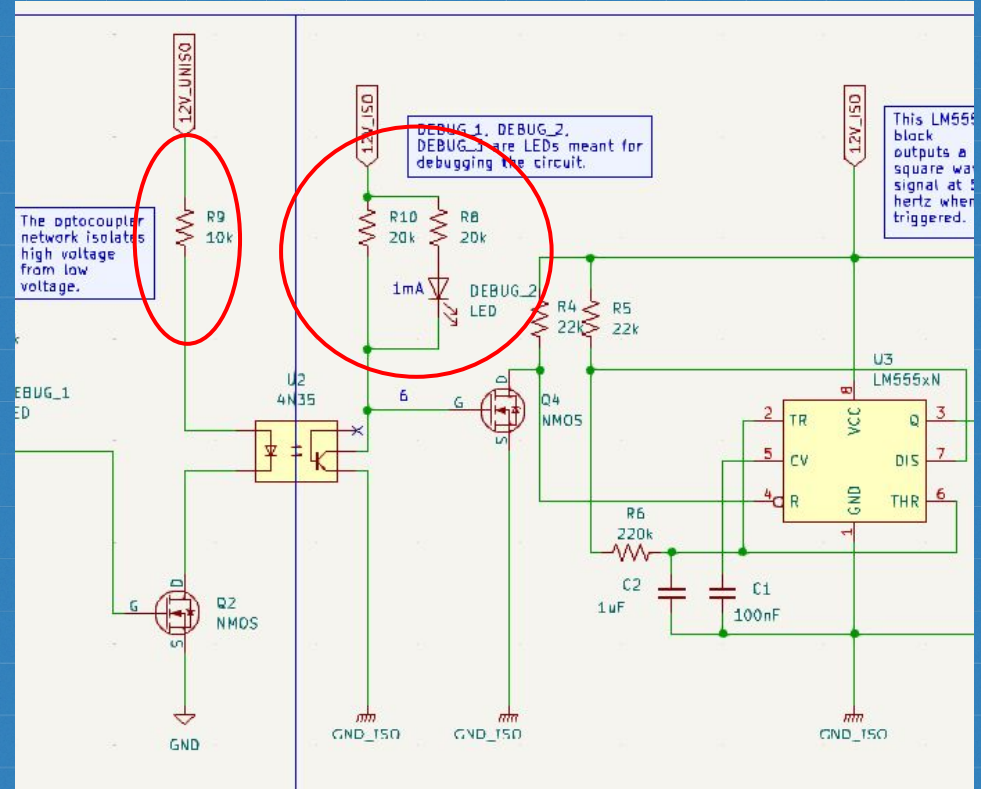 12V_UNISO
12V_ISO
12V_ISO
DEBUG_1, DEBUG_2,
are LEDs meant for
debugging the circuit.
This LM555
block
outputs a
square
signal at
hertz when
triggered.
The optocoupler
network isolates
high voltage
from low
voltage.
R9
10k
R10
20k
R8
20k
1mA
DEBUG_2
LED
R4
22k
R5
22k
U3
LM555xN
EBUG_1
ED
U2
4N35
6
G
D
S
Q4
NMOS
2
TR
8
VCC
Q
3
5
CV
DIS
7
4
R
GND
1
THR
6
R6
220k
C2
1uF
C1
100nF
G
D
S
Q2
NMOS
GND
GND_ISO
GND_ISO
GND_ISO